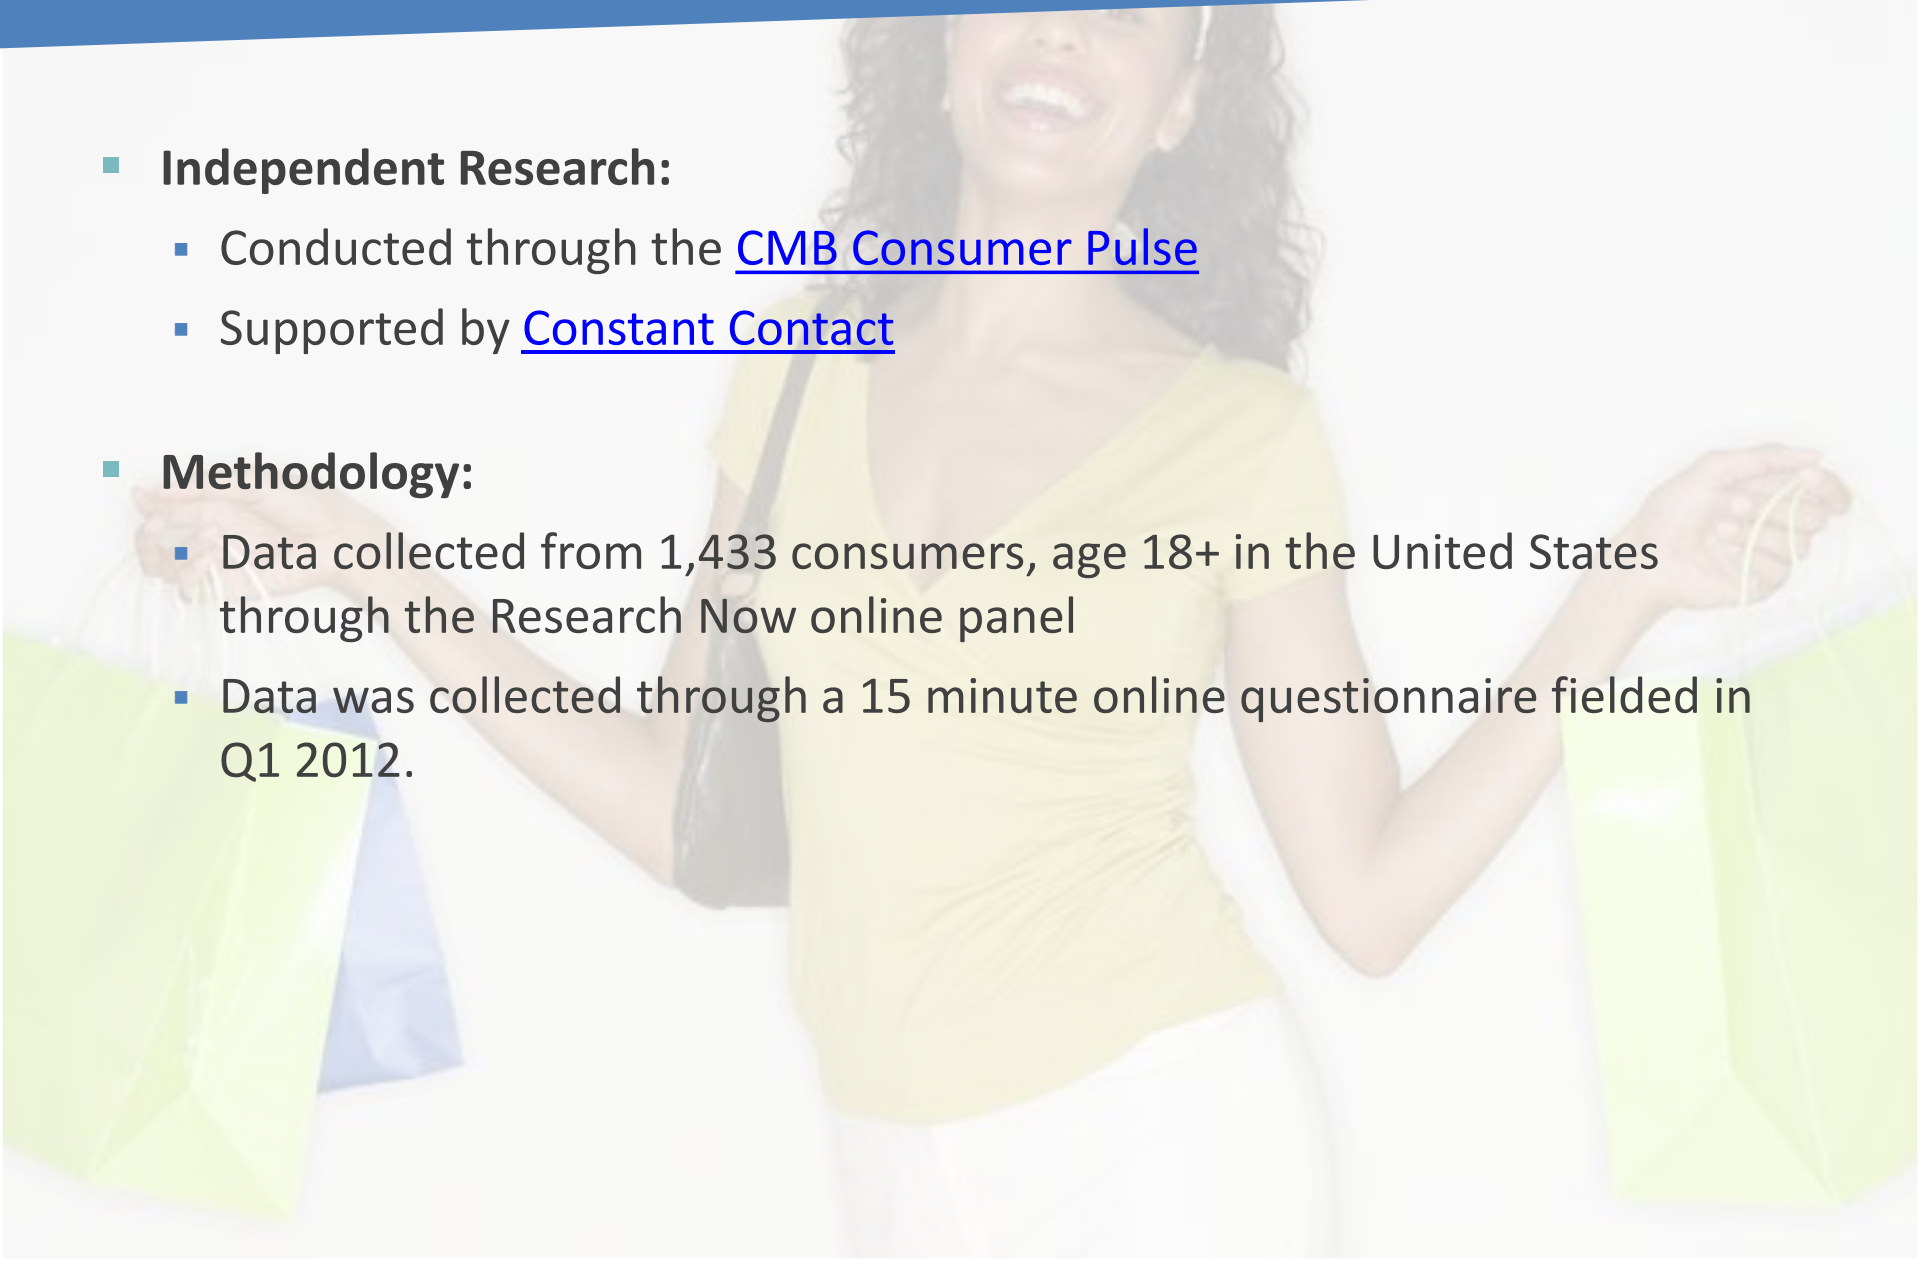 Independent Research:
Conducted through the CMB Consumer Pulse
Supported by Constant Contact
Methodology:
Data collected from 1,433 consumers, age 18+ in the United States
through the Research Now online panel
Data was collected through a 15 minute online questionnaire fielded in
Q1 2012.